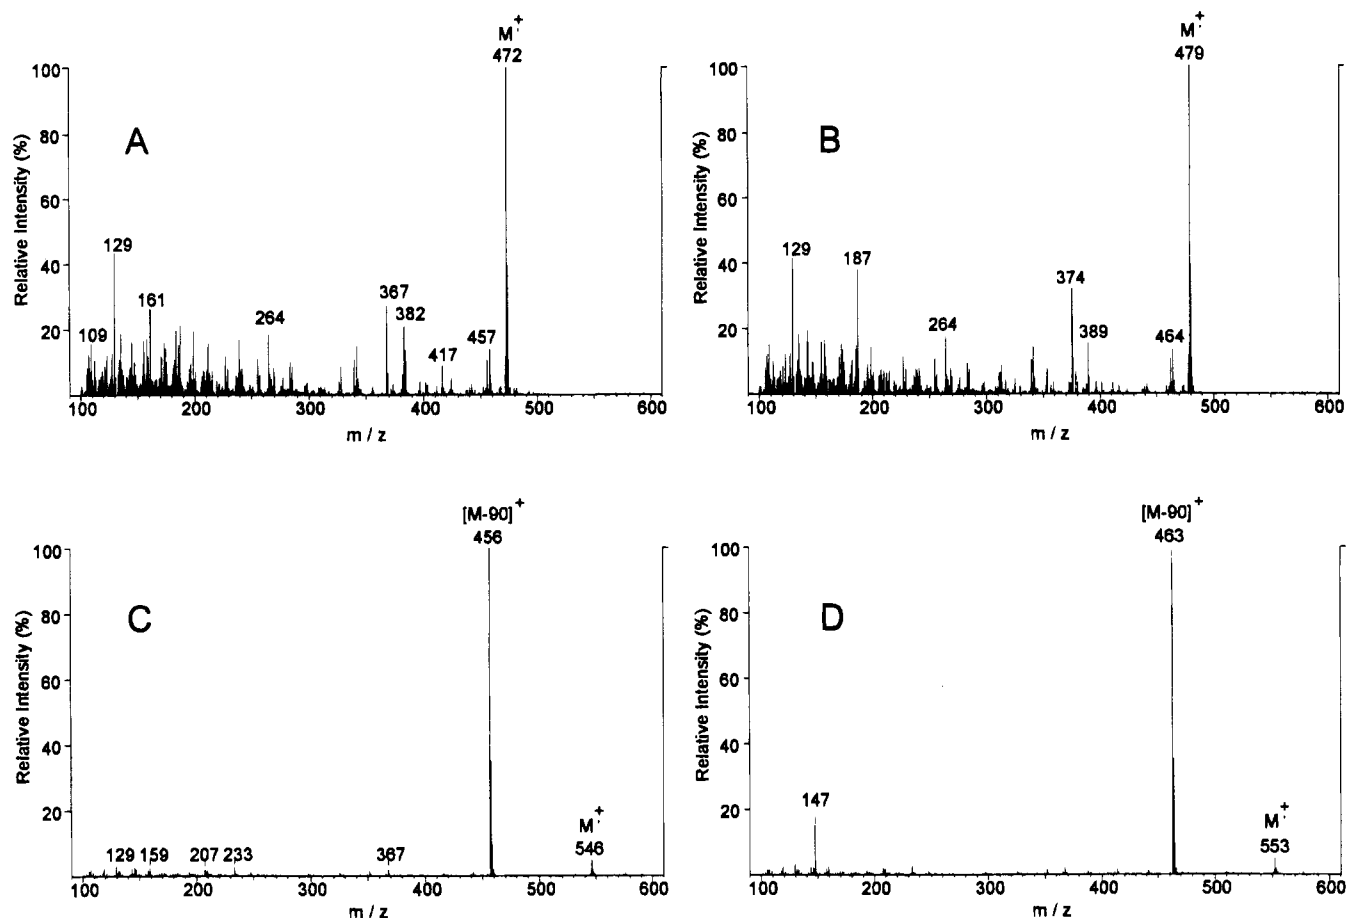 M+·
472
100
80
60
40
20
Relative Intensity (%)
A
109
129
161
264
367
382
417
457
100 200 300 400 500 600
m / z
M+·
479
100
80
60
40
20
Relative Intensity (%)
B
129
187
264
374
389
464
100 200 300 400 500 600
m / z
[M-90]+
456
100
80
60
40
20
Relative Intensity (%)
C
129 159 207 233 367
M+·
546
100 200 300 400 500 600
m / z
[M-90]+
463
100
80
60
40
20
Relative Intensity (%)
D
147
M+·
553
100 200 300 400 500 600
m / z